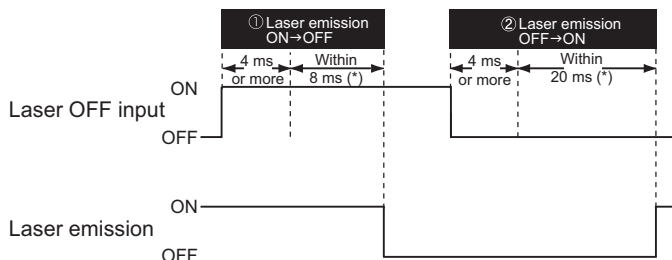 ①Laser emission
ON→OFF
②Laser emission
OFF→ON
4 ms
or more
Within
8 ms (*)
4 ms
or more
Within
20 ms (*)
Laser OFF input
ON
OFF
Laser emission
ON
OFF